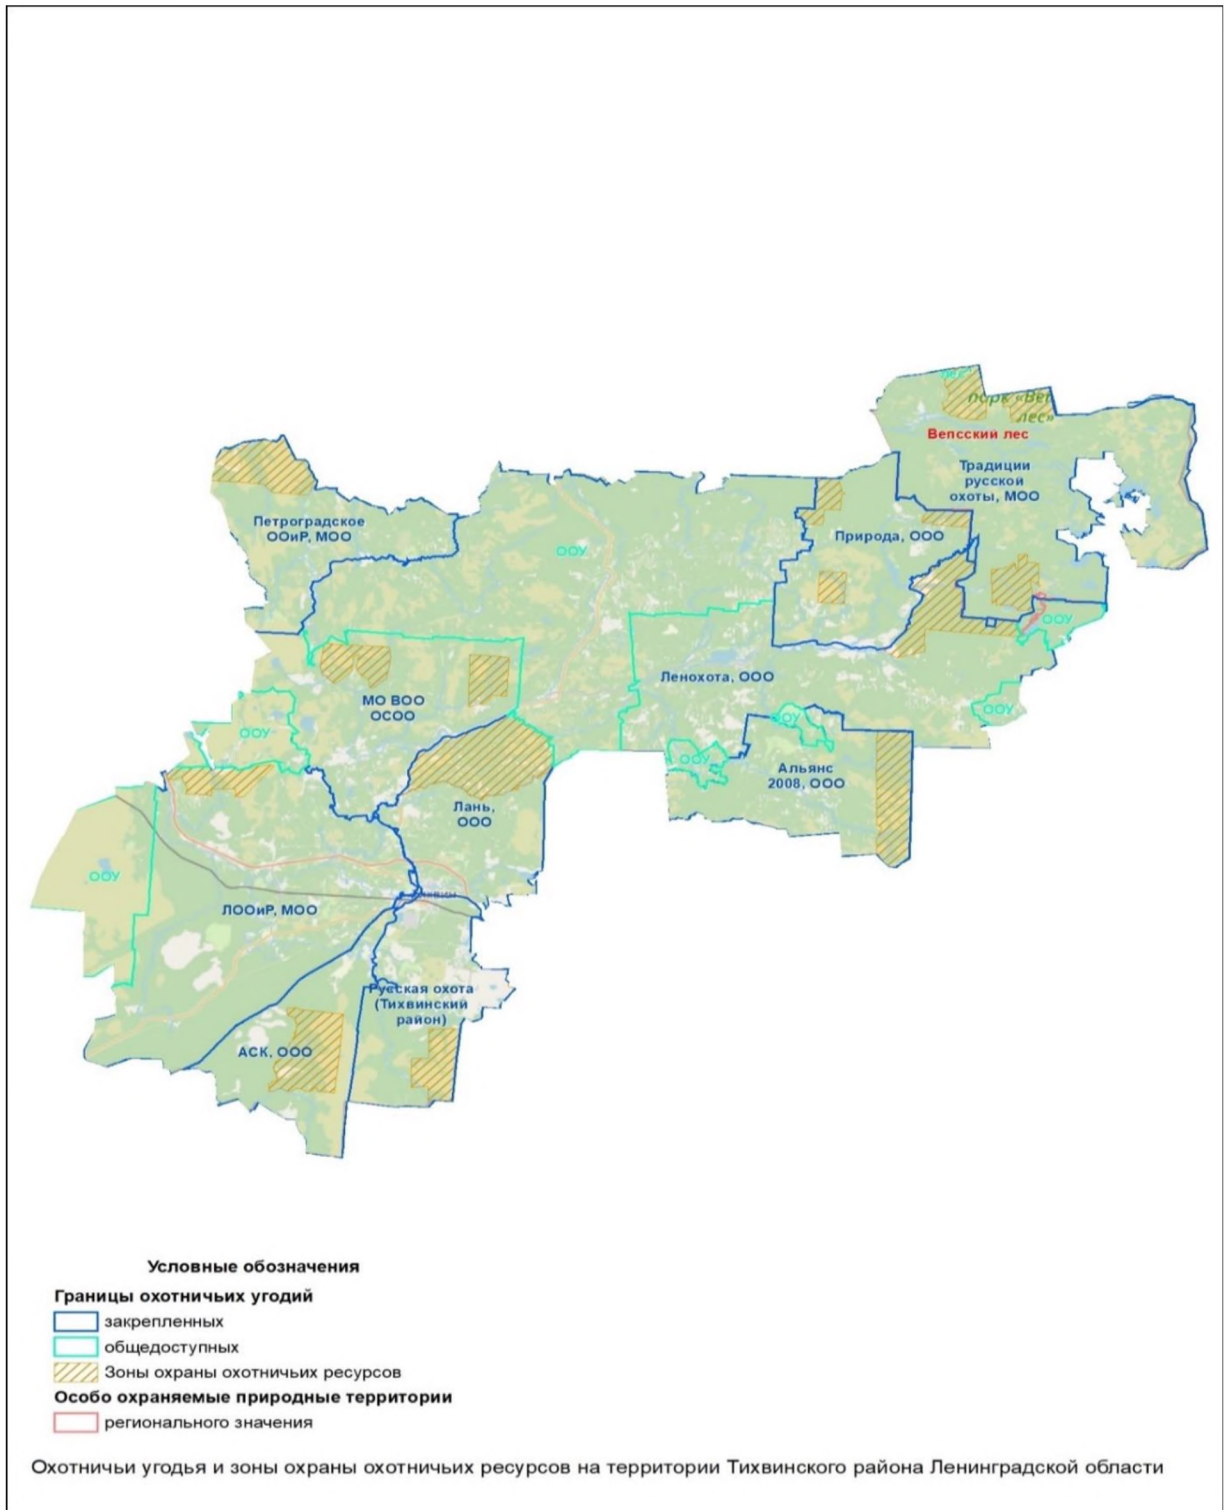 парк «Веп
лес»
Вепсский лес
Традиции
русской
охоты, МОО
Петроградское
ООиР, МОО
ООУ
Природа, ООО
ООУ
Ленохота, ООО
МО ВОО
ОСОО
ООУ
ООУ
ООУ
ООУ
Альянс
2008, ООО
Лань,
ООО
ООУ
ЛООиР, МОО
Русская охота
(Тихвинский
район)
АСК, ООО
Условные обозначения
Границы охотничьих угодий
закрепленных
общедоступных
Зоны охраны охотничьих ресурсов
Особо охраняемые природные территории
регионального значения
Охотничьи угодья и зоны охраны охотничьих ресурсов на территории Тихвинского района Ленинградской области